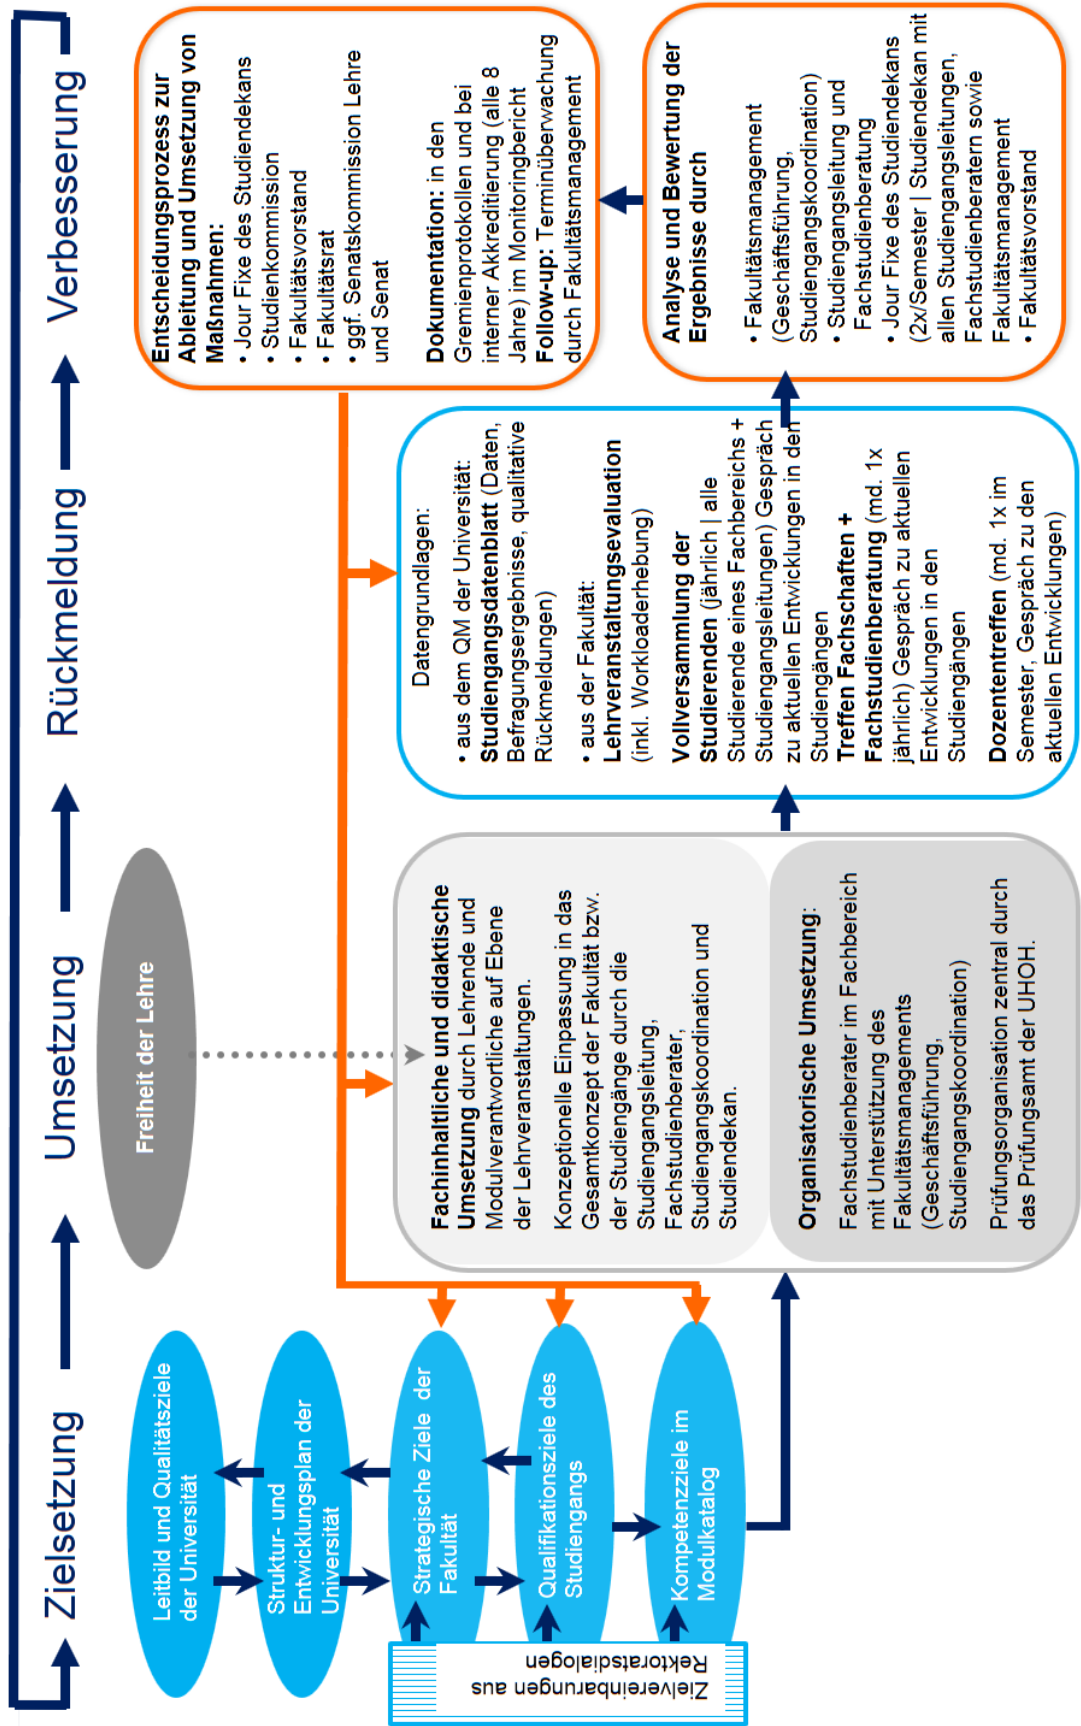 Zielsetzung
Umsetzung
Rückmeldung
Verbesserung
Leitbild und Qualitätsziele
der Universität
Struktur- und
Entwicklungsplan der
Universität
Strategische Ziele der
Fakultät
Qualifikationsziele des
Studiengangs
Kompetenzziele im
Modulkatalog
Zielvereinbarungen aus
Rektoratsdialogen
Freiheit der Lehre
Fachinhaltliche und didaktische
Umsetzung durch Lehrende und
Modulverantwortliche auf Ebene
der Lehrveranstaltungen.
Konzeptionelle Einpassung in das
Gesamtkonzept der Fakultät bzw.
der Studiengänge durch die
Studiengangsleitung,
Fachstudienberater,
Studiengangskoordination und
Studiendekan.
Organisatorische Umsetzung:
Fachstudienberater im Fachbereich
mit Unterstützung des
Fakultätsmanagements
(Geschäftsführung,
Studiengangskoordination)
Prüfungsorganisation zentral durch
das Prüfungsamt der UHOH.
Datengrundlagen:
• aus dem QM der Universität:
Studiengangsdatenblatt (Daten,
Befragungsergebnisse, qualitative
Rückmeldungen)
• aus der Fakultät:
Lehrveranstaltungsevaluation
(inkl. Workloaderhebung)
Vollversammlung der
Studierenden (jährlich | alle
Studierende eines Fachbereichs +
Studiengangsleitungen) Gespräch
zu aktuellen Entwicklungen in den
Studiengängen
Treffen Fachschaften +
Fachstudienberatung (md. 1x
jährlich) Gespräch zu aktuellen
Entwicklungen in den
Studiengängen
Dozententreffen (md. 1x im
Semester, Gespräch zu den
aktuellen Entwicklungen)
Entscheidungsprozess zur
Ableitung und Umsetzung von
Maßnahmen:
• Jour Fixe des Studiendekans
• Studienkommission
• Fakultätsvorstand
• Fakultätsrat
• ggf. Senatskommission Lehre
und Senat
Dokumentation: in den
Gremienprotokollen und bei
interner Akkreditierung (alle 8
Jahre) im Monitoringbericht
Follow-up: Terminüberwachung
durch Fakultätsmanagement
Analyse und Bewertung der
Ergebnisse durch
• Fakultätsmanagement
(Geschäftsführung,
Studiengangskoordination)
• Studiengangsleitung und
Fachstudienberatung
• Jour Fixe des Studiendekans
(2x/Semester | Studiendekan mit
allen Studiengangsleitungen,
Fachstudienberatern sowie
Fakultätsmanagement
• Fakultätsvorstand